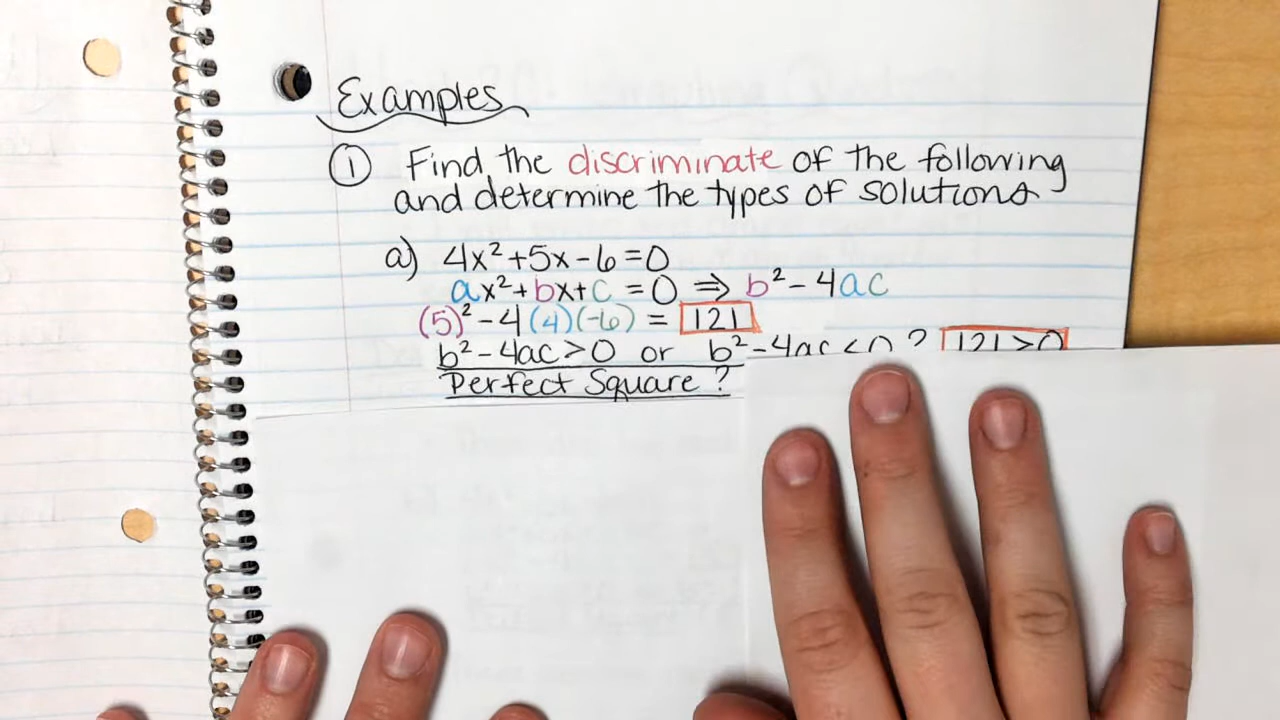 Examples
① Find the discriminate of the following
and determine the types of solutions
a) 4x²+5x-6=0
ax²+bx+c = 0 ⇒ b²-4ac
(5)²-4(4)(-6) = 121
b²-4ac>0 or b²-4ac<0? 121>0
Perfect Square?